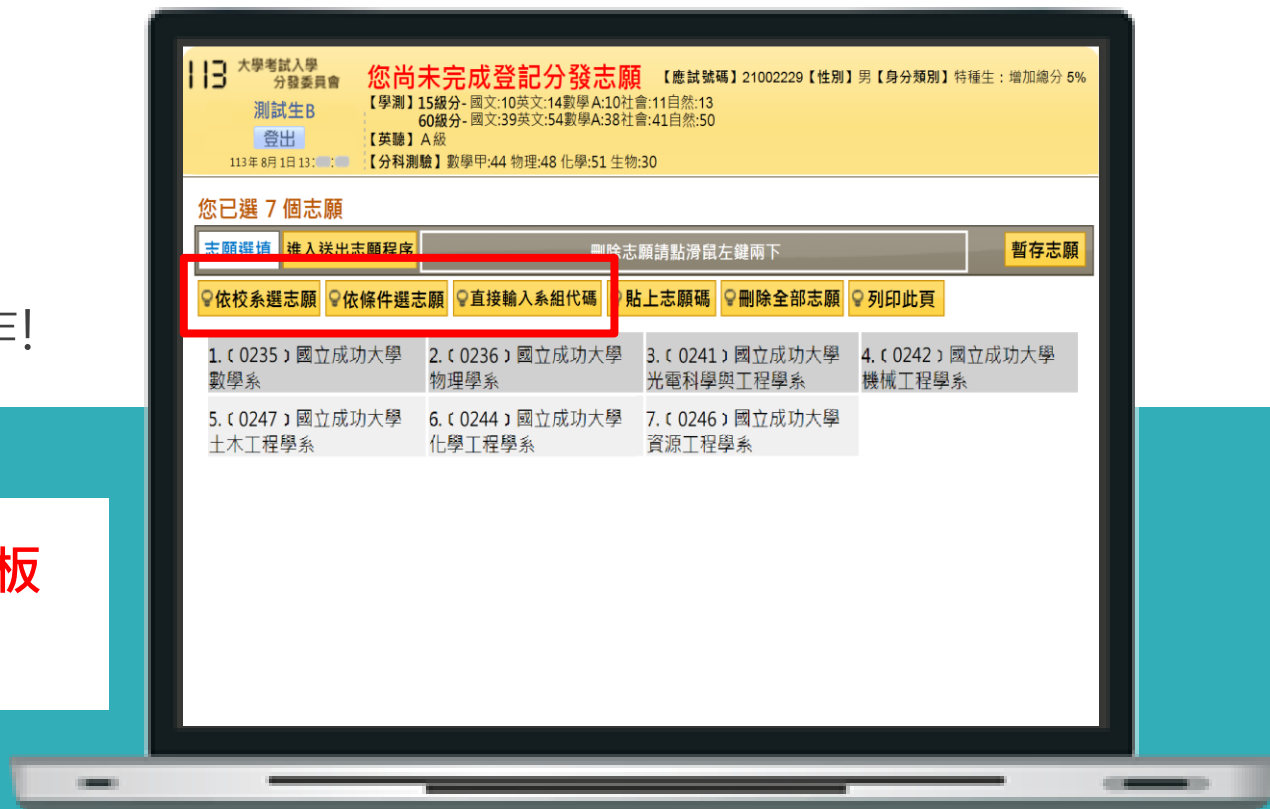 113 大學考試入學
分發委員會
測試生B
登出
113年 8月 1日 13:
您尚未完成登記分發志願 【應試號碼】21002229【性別】男【身分類別】特種生：增加總分 5%
【學測】15級分- 國文:10英文:14數學A:10社會:11自然:13
60級分- 國文:39英文:54數學A:38社會:41自然:50
【英聽】A 級
【分科測驗】數學甲:44 物理:48 化學:51 生物:30
您已選 7 個志願
志願選填 進入送出志願程序 刪除志願請點滑鼠左鍵兩下 暫存志願
依校系選志願 依條件選志願 直接輸入系組代碼 貼上志願碼 刪除全部志願 列印此頁
1.（0235）國立成功大學 2.（0236）國立成功大學 3.（0241）國立成功大學 4.（0242）國立成功大學
數學系 物理學系 光電科學與工程學系 機械工程學系
5.（0247）國立成功大學 6.（0244）國立成功大學 7.（0246）國立成功大學
土木工程學系 化學工程學系 資源工程學系
!
板